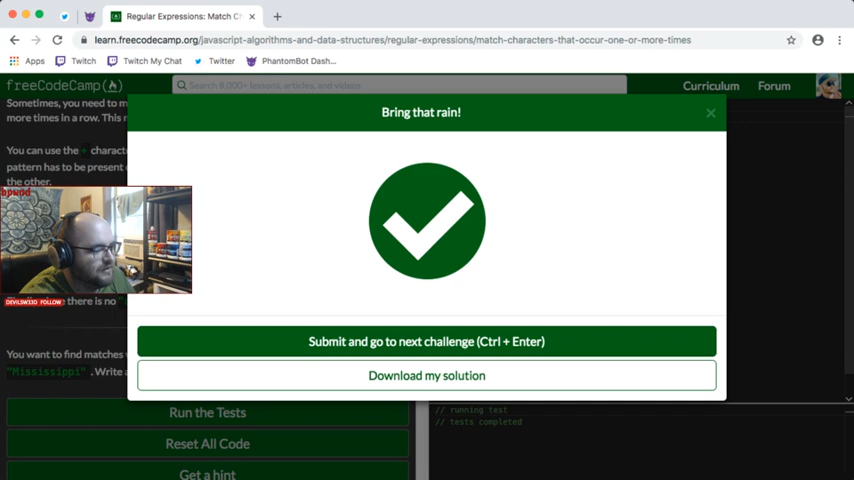 Regular Expressions: Match Ch
learn.freecodecamp.org/javascript-algorithms-and-data-structures/regular-expressions/match-characters-that-occur-one-or-more-times
Apps Twitch Twitch My Chat Twitter PhantomBot Dash...
freeCodeCamp
Search 8,000+ lessons, articles, and videos
Curriculum Forum
Sometimes, you need to m
more times in a row. This
Bring that rain!
You can use the + charact
pattern has to be present
the other.
DEVILSW33D FOLLOW
there is no
You want to find matches
"Mississippi". Write a
Submit and go to next challenge (Ctrl + Enter)
Download my solution
Run the Tests
Reset All Code
Get a hint
// running test
// tests completed